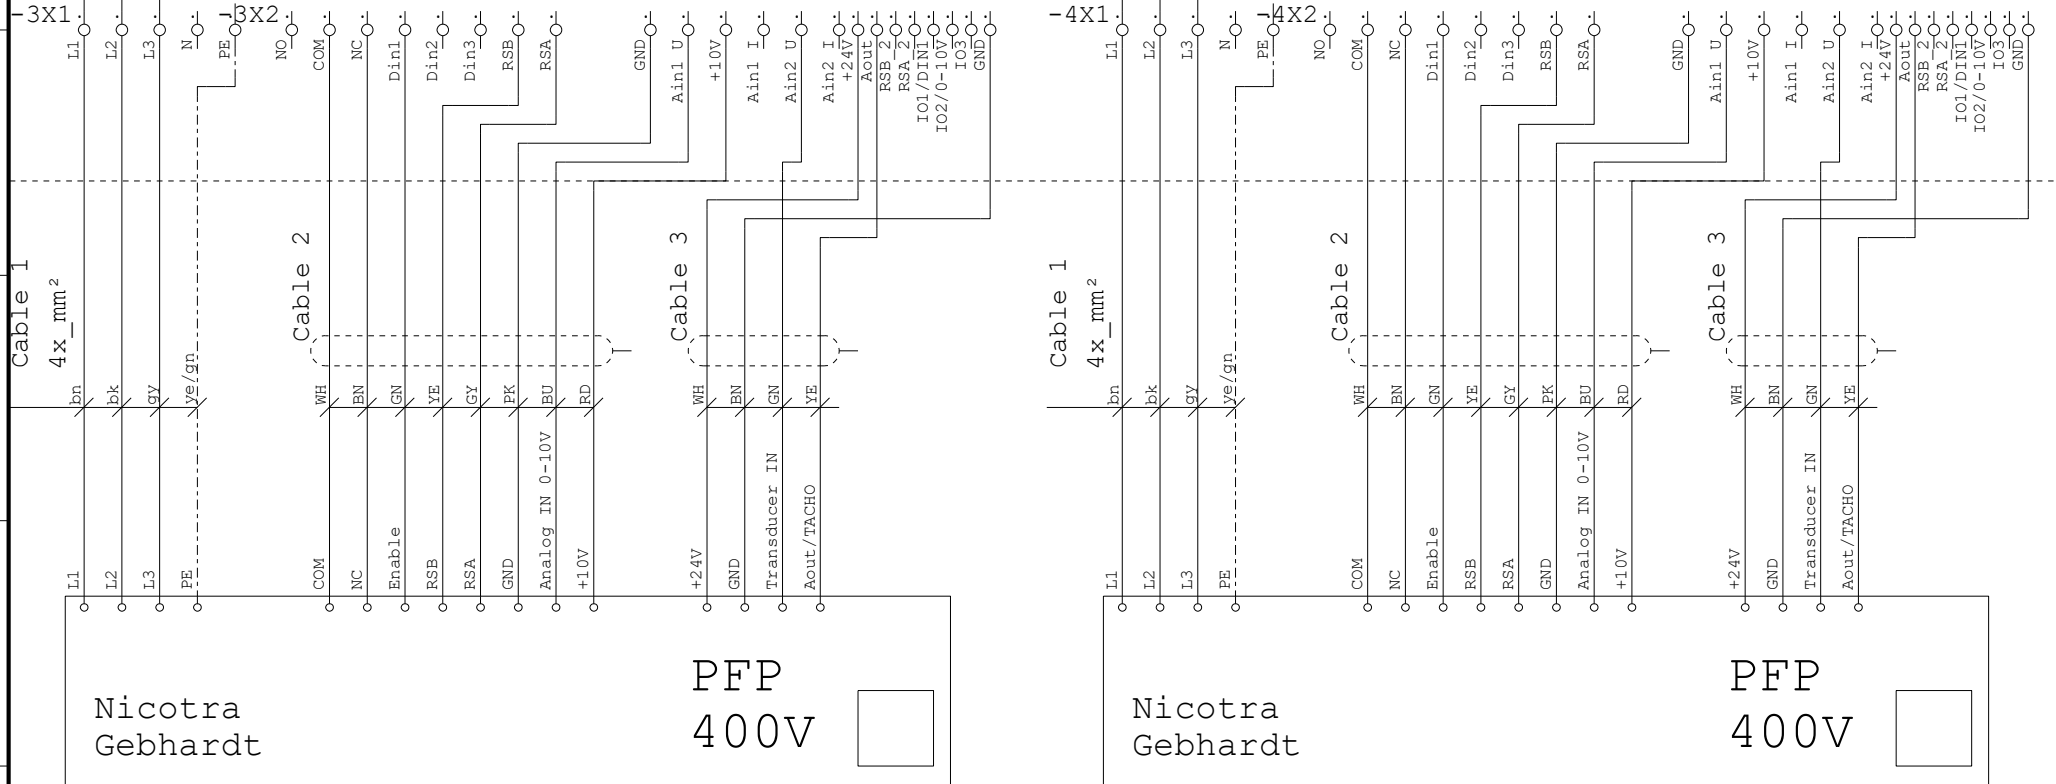 -3X1
-3X2
-4X1
-4X2
L1
L2
L3
N
PE
NO
COM
NC
Din1
Din2
Din3
RSB
RSA
GND
Ain1 U
+10V
Ain1 I
Ain2 U
Ain2 I
+24V
Aout
RSB_2
RSA_2
IO1/DIN1
IO2/0-10V
IO3
GND
L1
L2
L3
N
PE
NO
COM
NC
Din1
Din2
Din3
RSB
RSA
GND
Ain1 U
+10V
Ain1 I
Ain2 U
Ain2 I
+24V
Aout
RSB_2
RSA_2
IO1/DIN1
IO2/0-10V
IO3
GND
Cable 1
4x_mm²
Cable 2
Cable 3
Cable 1
4x_mm²
Cable 2
Cable 3
bn
bk
gy
ye/gn
WH
BN
GN
YE
GY
PK
BU
RD
WH
BN
GN
YE
bn
bk
gy
ye/gn
WH
BN
GN
YE
GY
PK
BU
RD
WH
BN
GN
YE
L1
L2
L3
PE
COM
NC
Enable
RSB
RSA
GND
Analog IN 0-10V
+10V
+24V
GND
Transducer IN
Aout/TACHO
L1
L2
L3
PE
COM
NC
Enable
RSB
RSA
GND
Analog IN 0-10V
+10V
+24V
GND
Transducer IN
Aout/TACHO
Nicotra
Gebhardt
PFP
400V
Nicotra
Gebhardt
PFP
400V